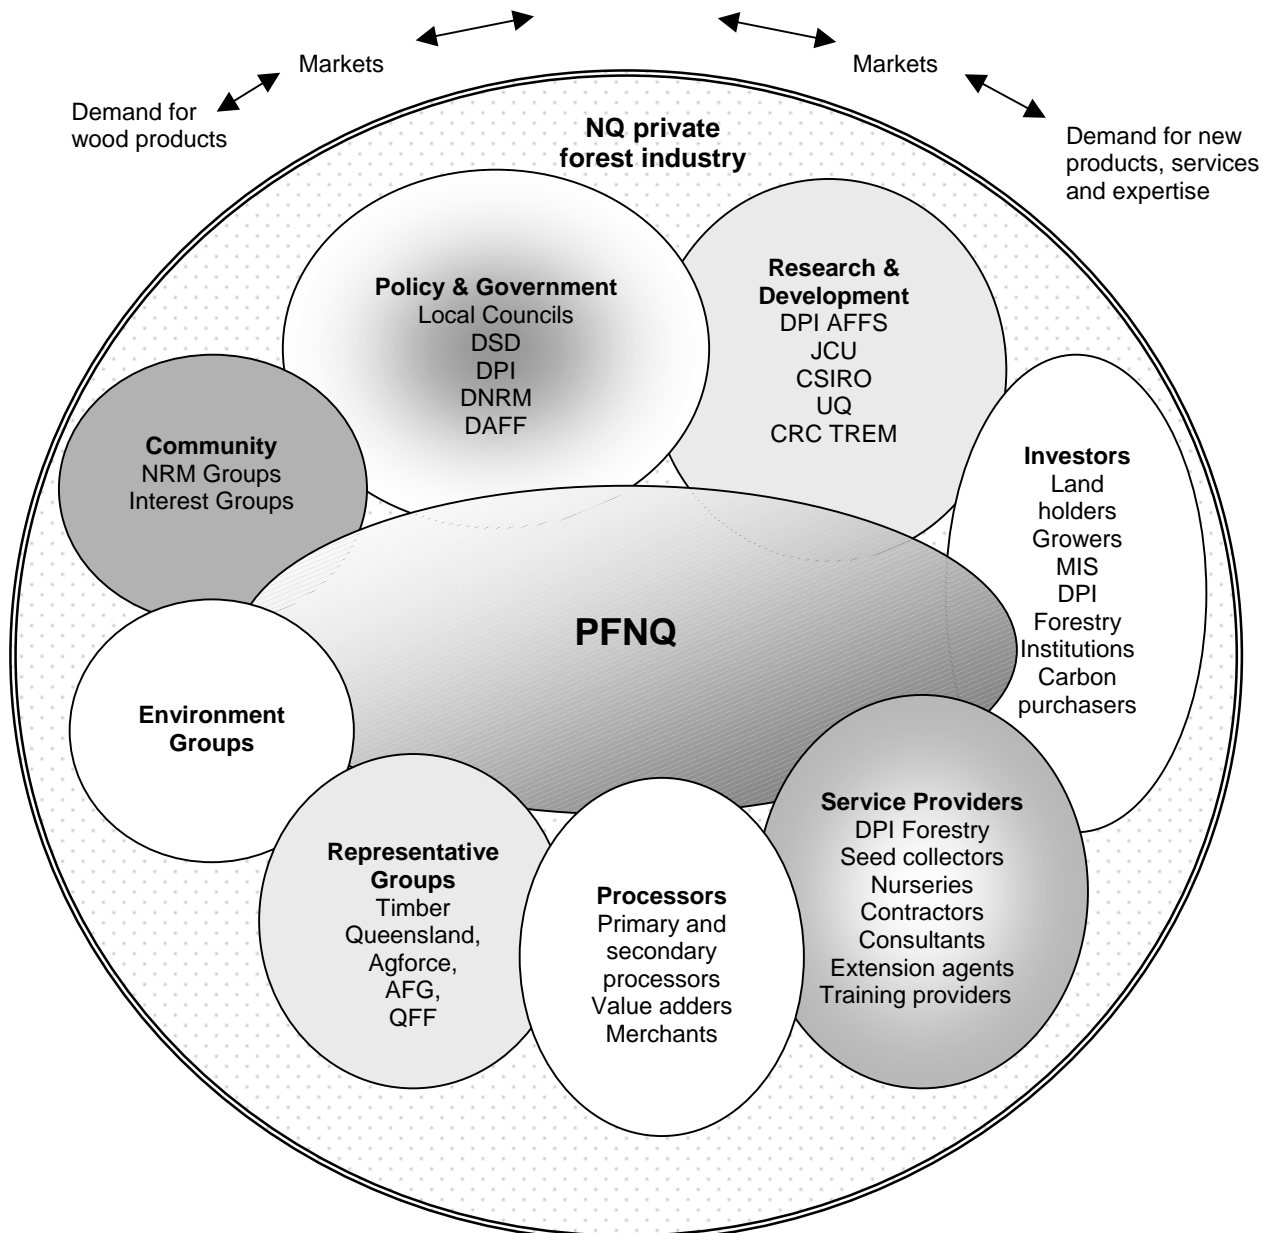 Markets
Markets
Demand for
wood products
Demand for new
products, services
and expertise
NQ private
forest industry
Policy & Government
Local Councils
DSD
DPI
DNRM
DAFF
Research &
Development
DPI AFFS
JCU
CSIRO
UQ
CRC TREM
Community
NRM Groups
Interest Groups
Investors
Land
holders
Growers
MIS
DPI
Forestry
Institutions
Carbon
purchasers
PFNQ
Environment
Groups
Representative
Groups
Timber
Queensland,
Agforce,
AFG,
QFF
Processors
Primary and
secondary
processors
Value adders
Merchants
Service Providers
DPI Forestry
Seed collectors
Nurseries
Contractors
Consultants
Extension agents
Training providers